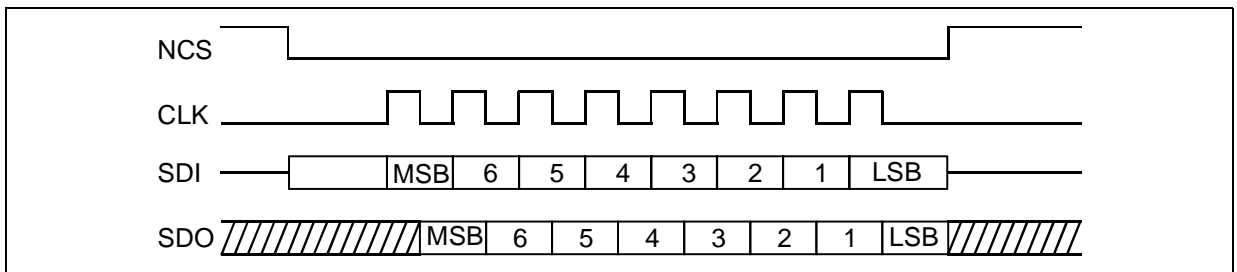 NCS
CLK
SDI MSB 6 5 4 3 2 1 LSB
SDO MSB 6 5 4 3 2 1 LSB